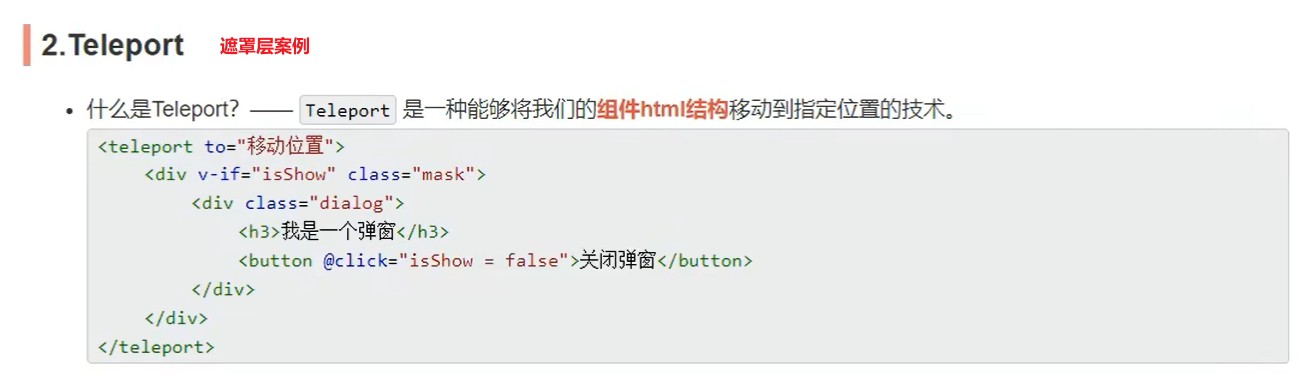 2.Teleport 遮罩层案例
• 什么是Teleport？—— Teleport 是一种能够将我们的组件html结构移动到指定位置的技术。
<teleport to="移动位置">
    <div v-if="isShow" class="mask">
        <div class="dialog">
            <h3>我是一个弹窗</h3>
            <button @click="isShow = false">关闭弹窗</button>
        </div>
    </div>
</teleport>